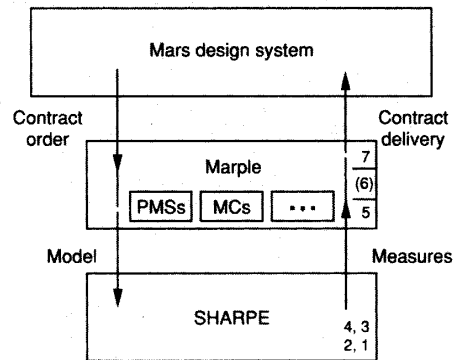 Mars design system
Contract order
Contract delivery
Marple
7
(6)
5
PMSs MCs ...
Model
Measures
SHARPE
4, 3
2, 1